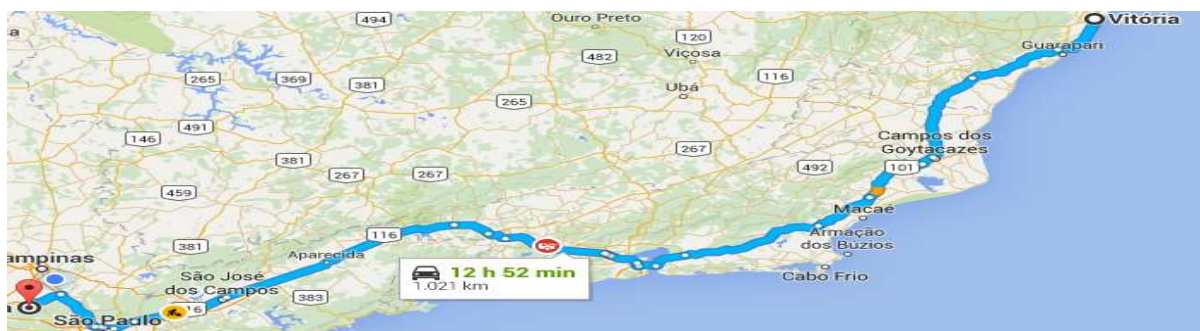 494
Ouro Preto
Vitória
120
Viçosa
Guarapari
482
265
369
381
116
Ubá
265
491
146
Campos dos
Goytacazes
381
267
267
267
492
101
459
Macaé
116
Armação
dos Búzios
381
Aparecida
12 h 52 min
1.021 km
Cabo Frio
ampinas
São José
dos Campos
383
a
16
São Paulo